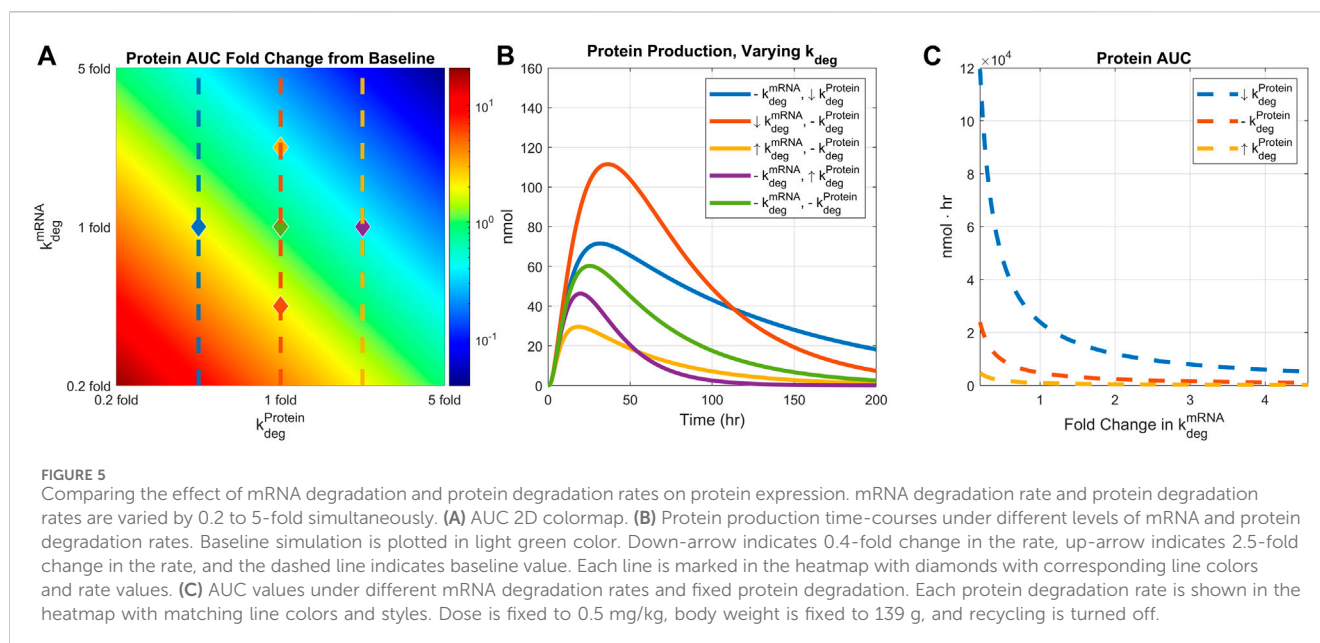 A
Protein AUC Fold Change from Baseline
5 fold
1 fold
0.2 fold
k_deg^mRNA
0.2 fold
1 fold
5 fold
k_deg^Protein
10^1
10^0
10^-1
B
Protein Production, Varying k_deg
160
140
120
100
80
60
40
20
0
nmol
0
50
100
150
200
Time (hr)
- k_deg^mRNA, ↓ k_deg^Protein
↓ k_deg^mRNA, - k_deg^Protein
↑ k_deg^mRNA, - k_deg^Protein
- k_deg^mRNA, ↑ k_deg^Protein
- k_deg^mRNA, - k_deg^Protein
C
Protein AUC
×10^4
12
10
8
6
4
2
0
nmol · hr
1
2
3
4
Fold Change in k_deg^mRNA
↓ k_deg^Protein
- k_deg^Protein
↑ k_deg^Protein
FIGURE 5
Comparing the effect of mRNA degradation and protein degradation rates on protein expression. mRNA degradation rate and protein degradation
rates are varied by 0.2 to 5-fold simultaneously. (A) AUC 2D colormap. (B) Protein production time-courses under different levels of mRNA and protein
degradation rates. Baseline simulation is plotted in light green color. Down-arrow indicates 0.4-fold change in the rate, up-arrow indicates 2.5-fold
change in the rate, and the dashed line indicates baseline value. Each line is marked in the heatmap with diamonds with corresponding line colors
and rate values. (C) AUC values under different mRNA degradation rates and fixed protein degradation. Each protein degradation rate is shown in the
heatmap with matching line colors and styles. Dose is fixed to 0.5 mg/kg, body weight is fixed to 139 g, and recycling is turned off.